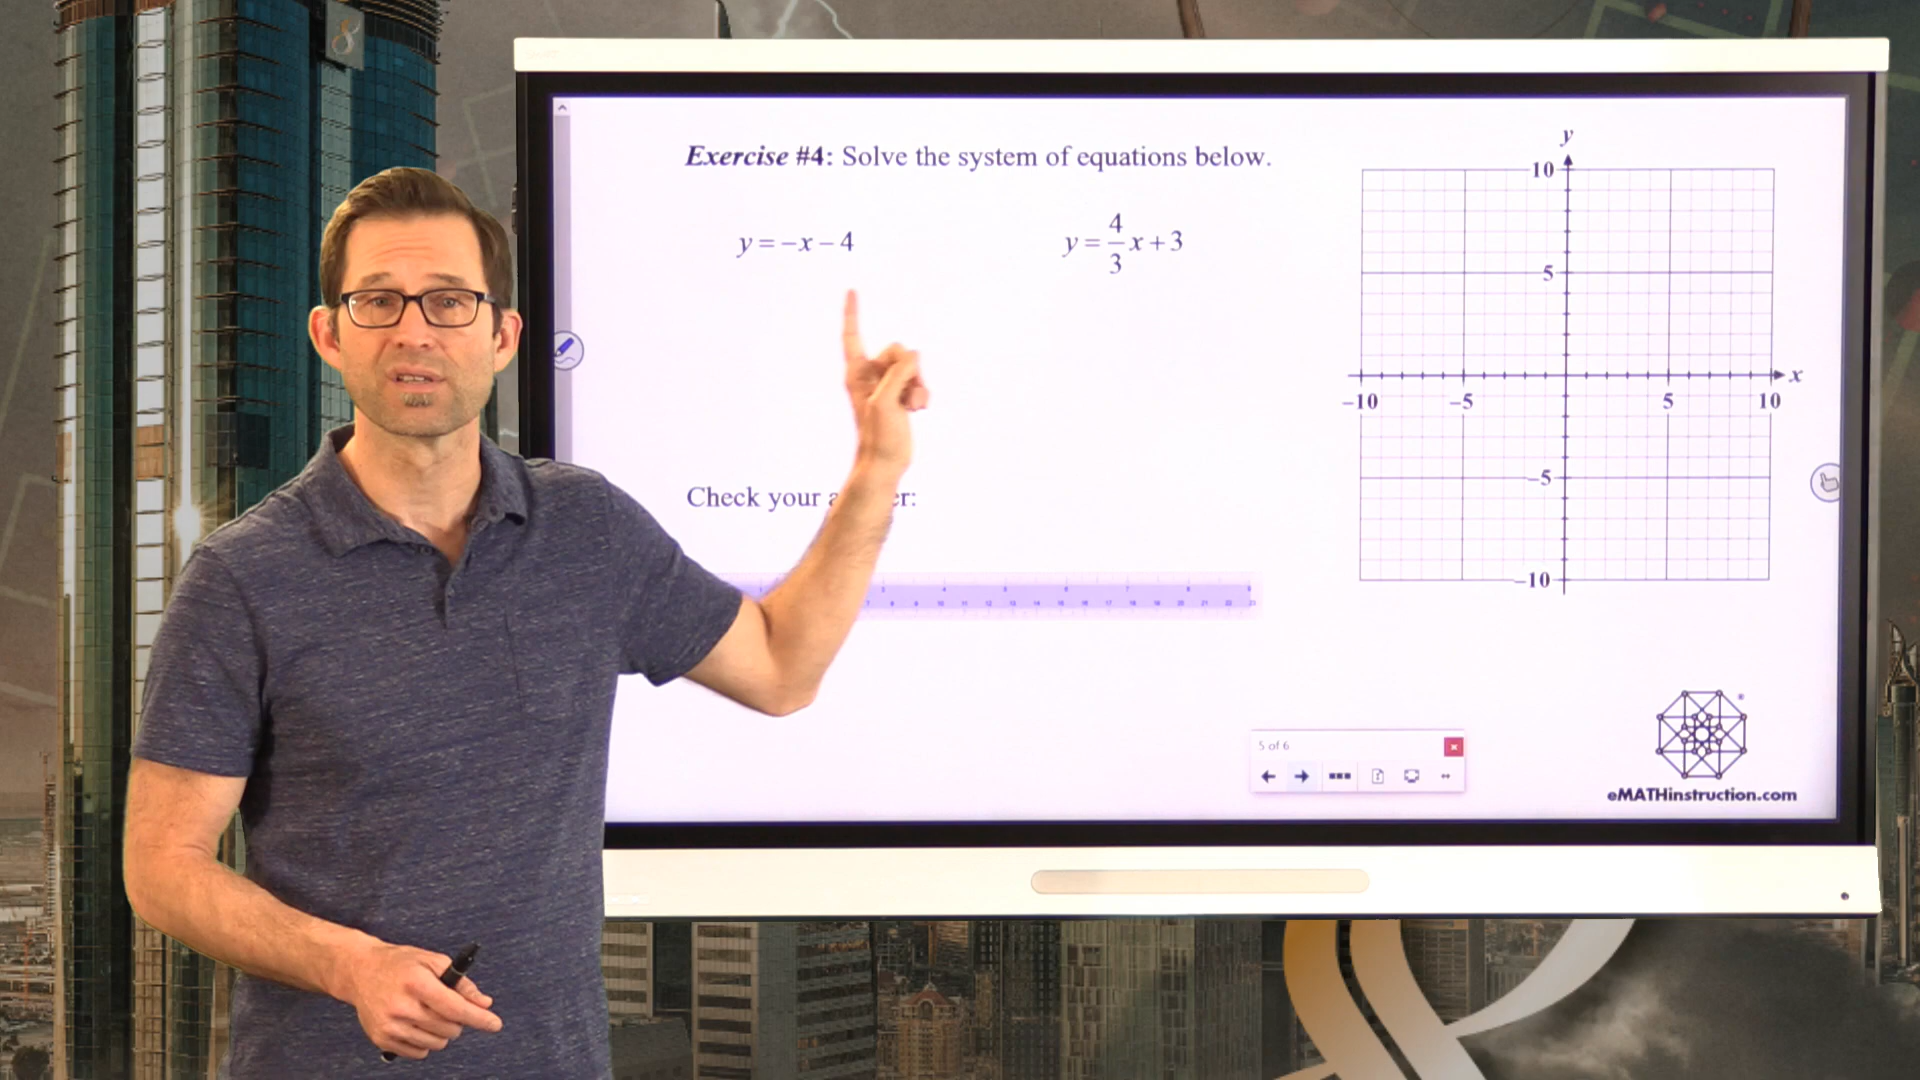 Exercise #4: Solve the system of equations below.
y = −x − 4
y = 4/3 x + 3
Check your er:
y
10
5
x
−10
−5
5
10
−5
−10
5 of 6
eMATHinstruction.com
8